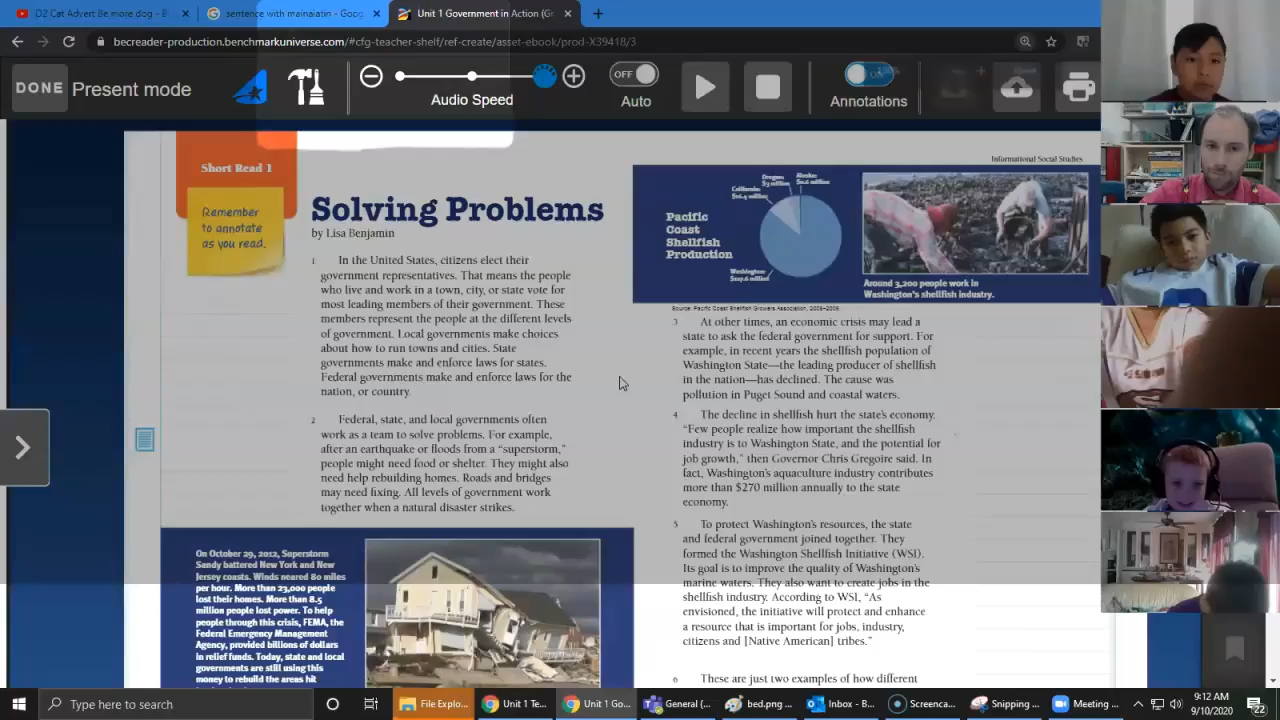 D2 Cat Advert Be more dog - B
sentence with mainaiatin - Goog
Unit 1 Government in Action (Gr
becreader-production.benchmarkuniverse.com/#cfg-teacher-shelf/ref-create/asset-ebook/prod-X39418/3
DONE Present mode
Audio Speed
OFF
Auto
ON
Annotations
Short Read 1
Remember
to annotate
as you read.
Solving Problems
by Lisa Benjamin
1 In the United States, citizens elect their
government representatives. That means the people
who live and work in a town, city, or state vote for
most leading members of their government. These
members represent the people at the different levels
of government. Local governments make choices
about how to run towns and cities. State
governments make and enforce laws for states.
Federal governments make and enforce laws for the
nation, or country.
2 Federal, state, and local governments often
work as a team to solve problems. For example,
after an earthquake or floods from a “superstorm,”
people might need food or shelter. They might also
need help rebuilding homes. Roads and bridges
may need fixing. All levels of government work
together when a natural disaster strikes.
On October 29, 2012, Superstorm
Sandy battered New York and New
Jersey coasts. Winds neared 80 miles
per hour. More than 23,000 people
lost their homes. More than 8.5
million people lost power. To help
people through this crisis, FEMA, the
Federal Emergency Management
Agency, provided billions of dollars
in relief funds. Today, state and local
governments are still using this
money to rebuild the areas hit
Informational Social Studies
Pacific
Coast
Shellfish
Production
Oregon:
$3 million
Alaska:
California:
Washington:
Around 3,200 people work in
Washington's shellfish industry.
Source: Pacific Coast Shellfish Growers Association, 2008–2009.
3 At other times, an economic crisis may lead a
state to ask the federal government for support. For
example, in recent years the shellfish population of
Washington State—the leading producer of shellfish
in the nation—has declined. The cause was
pollution in Puget Sound and coastal waters.
4 The decline in shellfish hurt the state's economy.
“Few people realize how important the shellfish
industry is to Washington State, and the potential for
job growth,” then Governor Chris Gregoire said. In
fact, Washington's aquaculture industry contributes
more than $270 million annually to the state
economy.
5 To protect Washington's resources, the state
and federal government joined together. They
formed the Washington Shellfish Initiative (WSI).
Its goal is to improve the quality of Washington's
marine waters. They also want to create jobs in the
shellfish industry. According to WSI, “As
envisioned, the initiative will protect and enhance
a resource that is important for jobs, industry,
citizens and [Native American] tribes.”
6 These are just two examples of how different
Type here to search
File Explo...
Unit 1 Te...
Unit 1 Go...
General (...
bed.png -...
Inbox - B...
Screenca...
Snipping ...
Meeting ...
9:12 AM
9/10/2020
22